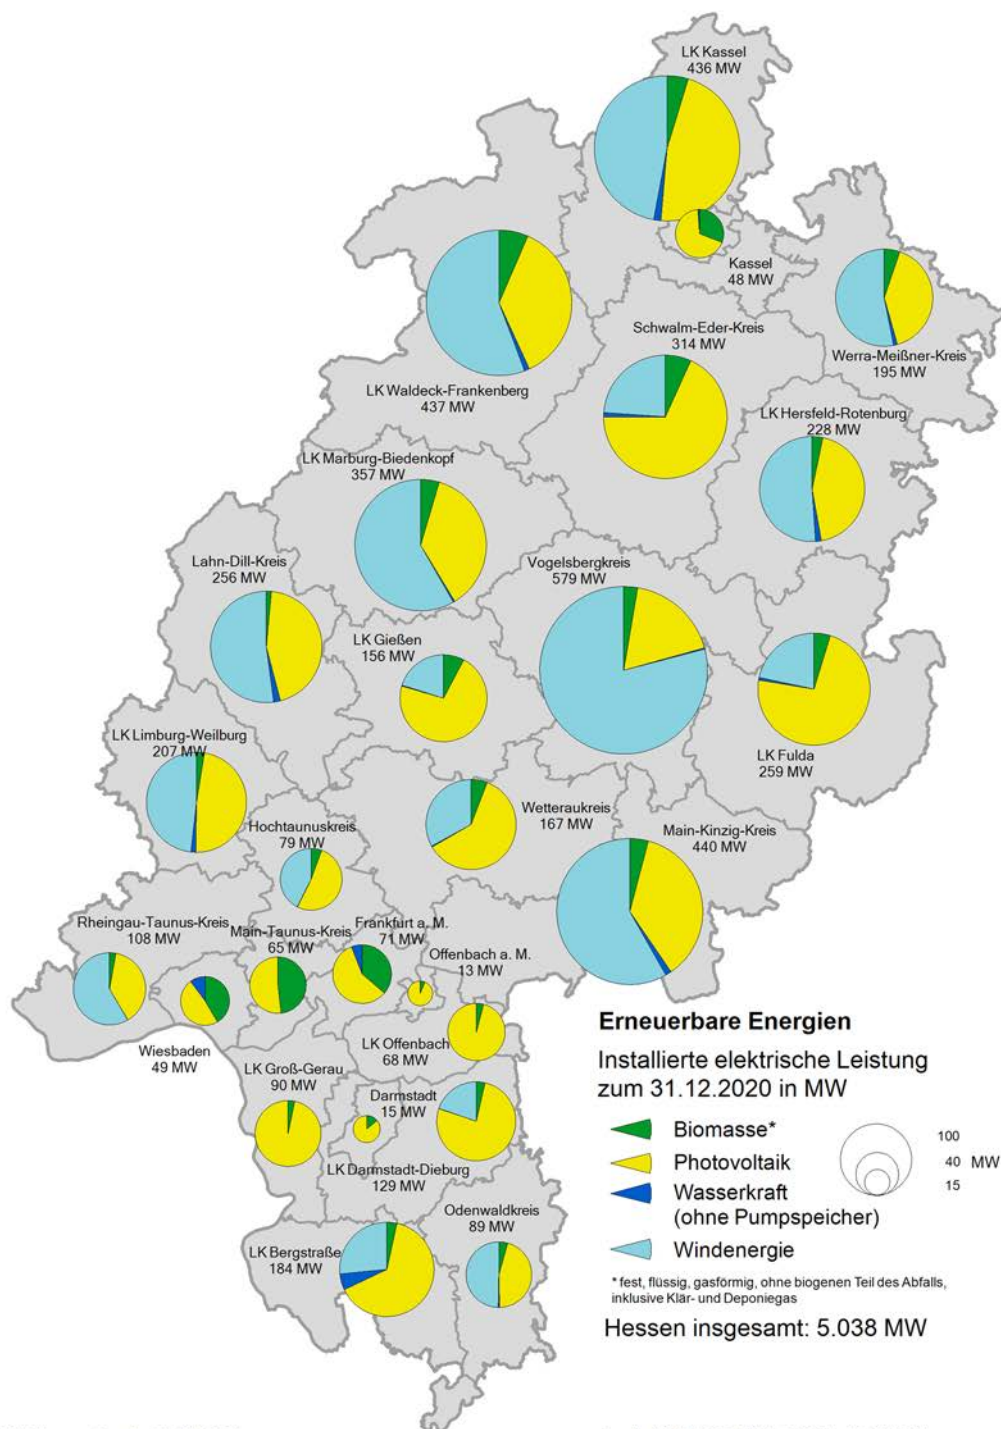 LK Kassel
436 MW
Kassel
48 MW
Werra-Meißner-Kreis
195 MW
Schwalm-Eder-Kreis
314 MW
LK Waldeck-Frankenberg
437 MW
LK Hersfeld-Rotenburg
228 MW
LK Marburg-Biedenkopf
357 MW
Lahn-Dill-Kreis
256 MW
Vogelsbergkreis
579 MW
LK Gießen
156 MW
LK Limburg-Weilburg
207 MW
LK Fulda
259 MW
Wetteraukreis
167 MW
Main-Kinzig-Kreis
440 MW
Hochtaunuskreis
79 MW
Rheingau-Taunus-Kreis
108 MW
Main-Taunus-Kreis
65 MW
Frankfurt a. M.
71 MW
Offenbach a. M.
13 MW
Wiesbaden
49 MW
LK Offenbach
68 MW
LK Groß-Gerau
90 MW
Darmstadt
15 MW
LK Darmstadt-Dieburg
129 MW
Odenwaldkreis
89 MW
LK Bergstraße
184 MW
Erneuerbare Energien
Installierte elektrische Leistung
zum 31.12.2020 in MW
Biomasse*
Photovoltaik
Wasserkraft
(ohne Pumpspeicher)
Windenergie
100
40 MW
15
* fest, flüssig, gasförmig, ohne biogenen Teil des Abfalls,
inklusive Klär- und Deponiegas
Hessen insgesamt: 5.038 MW